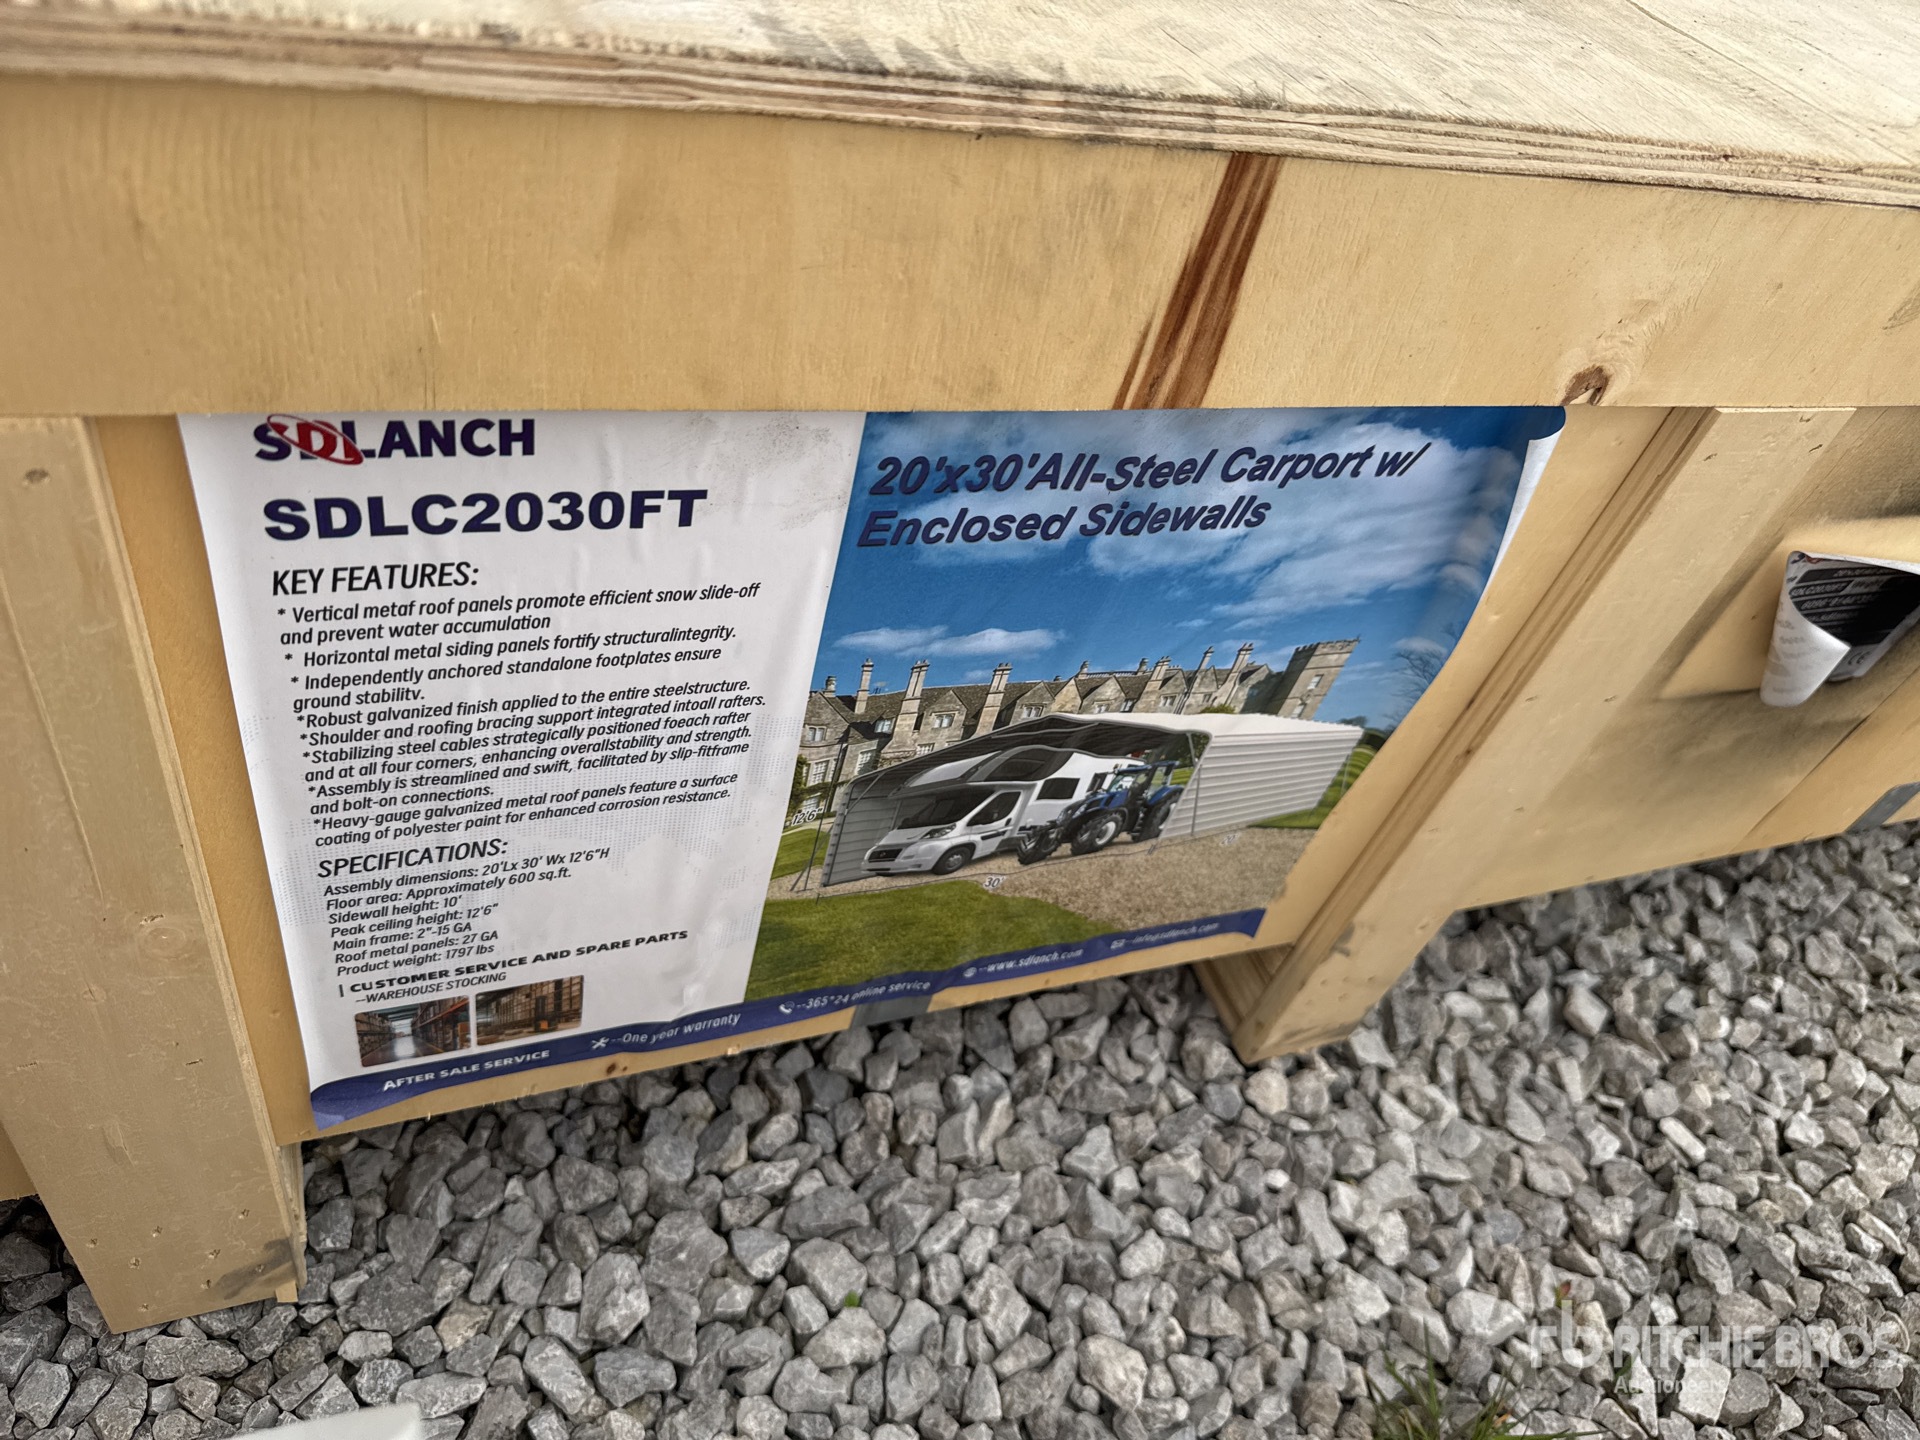 SDLANCH
SDLC2030FT
KEY FEATURES:
* Vertical metaf roof panels promote efficient snow slide-off
and prevent water accumulation
* Horizontal metal siding panels fortify structuralintegrity.
* Independently anchored standalone footplates ensure
ground stability.
*Robust galvanized finish applied to the entire steelstructure.
*Shoulder and roofing bracing support integrated intoall rafters.
*Stabilizing steel cables strategically positioned foeach rafter
and at all four corners, enhancing overallstability and strength.
*Assembly is streamlined and swift, facilitated by slip-fitframe
and bolt-on connections.
*Heavy-gauge galvanized metal roof panels feature a surface
coating of polyester paint for enhanced corrosion resistance.
SPECIFICATIONS:
Assembly dimensions: 20'Lx 30' Wx 12'6"H
Floor area: Approximately 600 sq.ft.
Sidewall height: 10'
Peak ceiling height: 12'6"
Main frame: 2"-15 GA
Roof metal panels: 27 GA
Product weight: 1797 lbs
| CUSTOMER SERVICE AND SPARE PARTS
--WAREHOUSE STOCKING
AFTER SALE SERVICE
--One year warranty
--365*24 online service
--www.sdlanch.com
--info@sdlanch.com
20'x30'All-Steel Carport w/
Enclosed Sidewalls
12'6"
30'
rb RITCHIE BROS.
Auctioneers